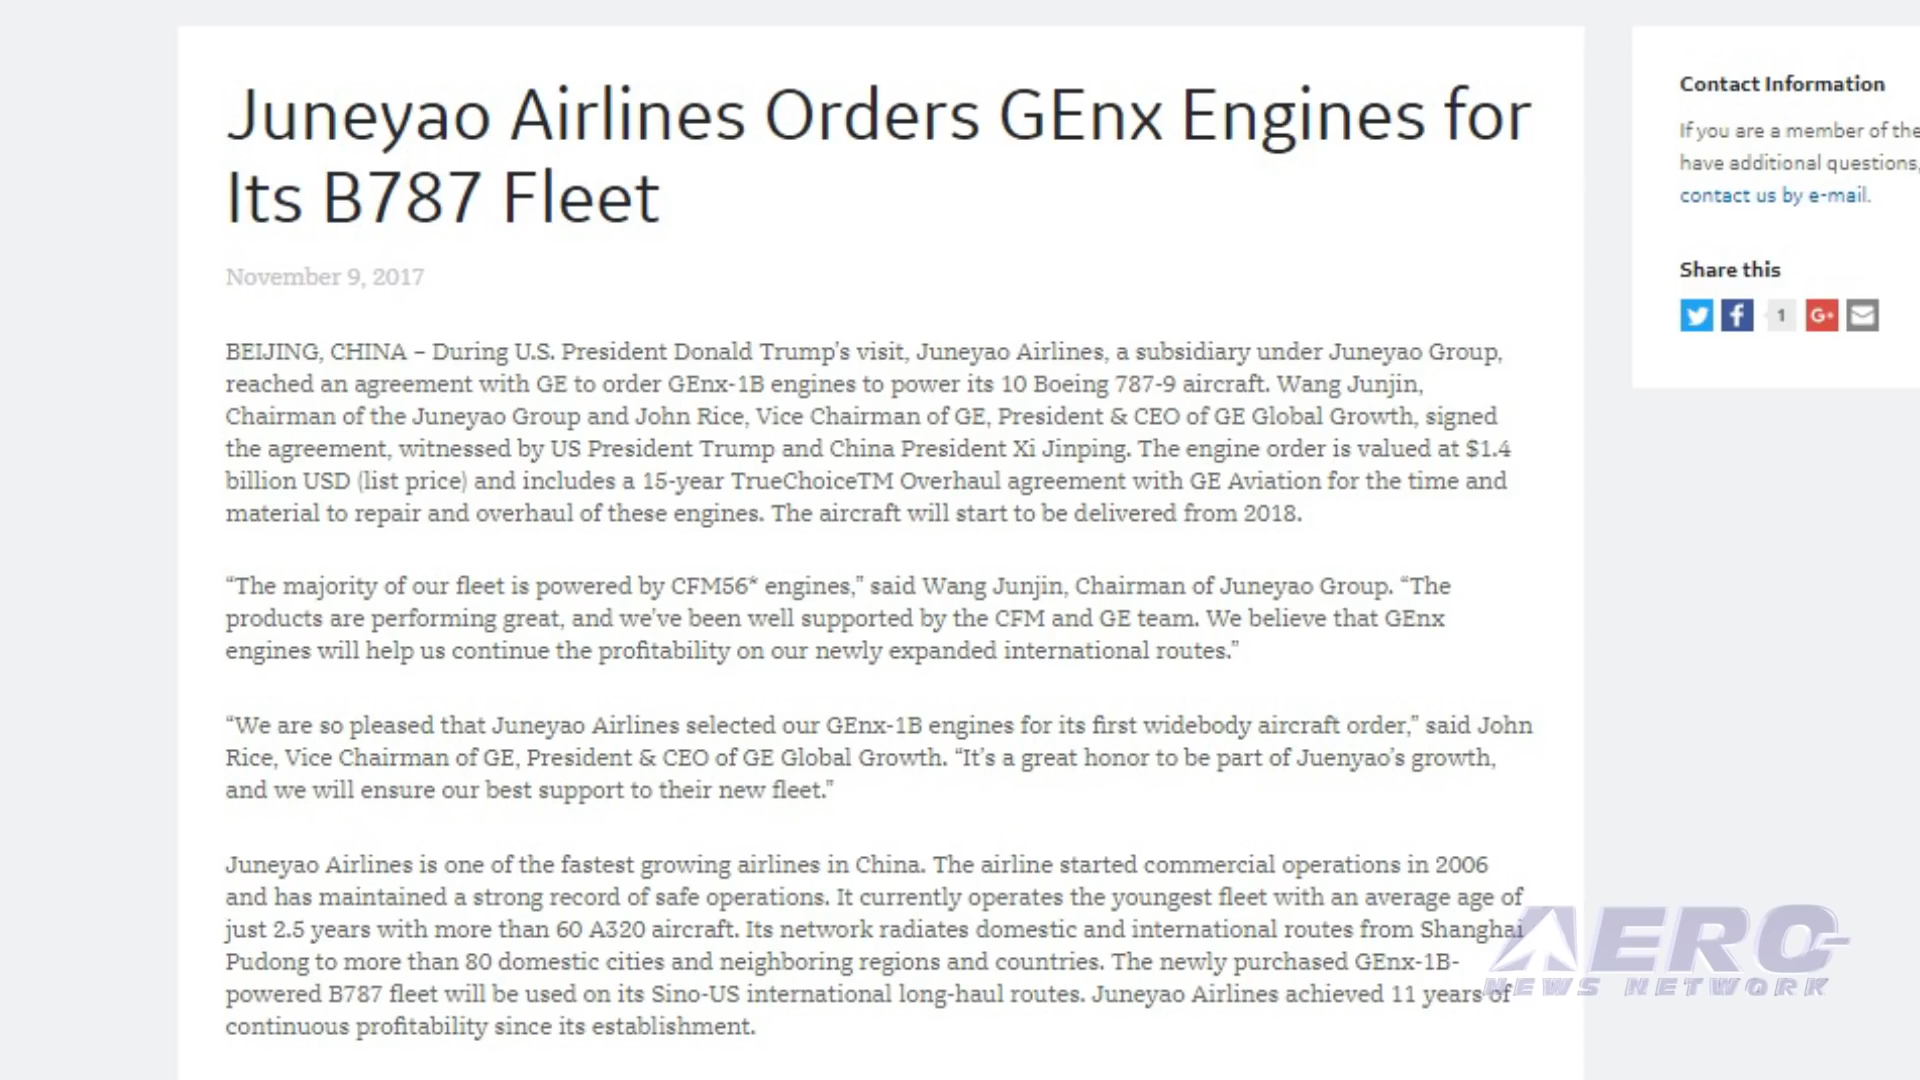 Juneyao Airlines Orders GEnx Engines for
Its B787 Fleet
November 9, 2017
BEIJING, CHINA – During U.S. President Donald Trump's visit, Juneyao Airlines, a subsidiary under Juneyao Group,
reached an agreement with GE to order GEnx-1B engines to power its 10 Boeing 787-9 aircraft. Wang Junjin,
Chairman of the Juneyao Group and John Rice, Vice Chairman of GE, President & CEO of GE Global Growth, signed
the agreement, witnessed by US President Trump and China President Xi Jinping. The engine order is valued at $1.4
billion USD (list price) and includes a 15-year TrueChoiceTM Overhaul agreement with GE Aviation for the time and
material to repair and overhaul of these engines. The aircraft will start to be delivered from 2018.
“The majority of our fleet is powered by CFM56* engines,” said Wang Junjin, Chairman of Juneyao Group. “The
products are performing great, and we've been well supported by the CFM and GE team. We believe that GEnx
engines will help us continue the profitability on our newly expanded international routes.”
“We are so pleased that Juneyao Airlines selected our GEnx-1B engines for its first widebody aircraft order,” said John
Rice, Vice Chairman of GE, President & CEO of GE Global Growth. “It's a great honor to be part of Juenyao's growth,
and we will ensure our best support to their new fleet.”
Juneyao Airlines is one of the fastest growing airlines in China. The airline started commercial operations in 2006
and has maintained a strong record of safe operations. It currently operates the youngest fleet with an average age of
just 2.5 years with more than 60 A320 aircraft. Its network radiates domestic and international routes from Shanghai
Pudong to more than 80 domestic cities and neighboring regions and countries. The newly purchased GEnx-1B-
powered B787 fleet will be used on its Sino-US international long-haul routes. Juneyao Airlines achieved 11 years of
continuous profitability since its establishment.
Contact Information
If you are a member of the
have additional questions,
contact us by e-mail.
Share this
1
G+
AERO-
NEWS NETWORK